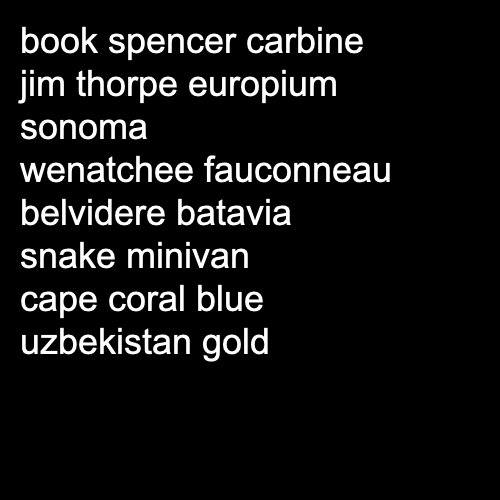 book spencer carbine
jim thorpe europium
sonoma
wenatchee fauconneau
belvidere batavia
snake minivan
cape coral blue
uzbekistan gold